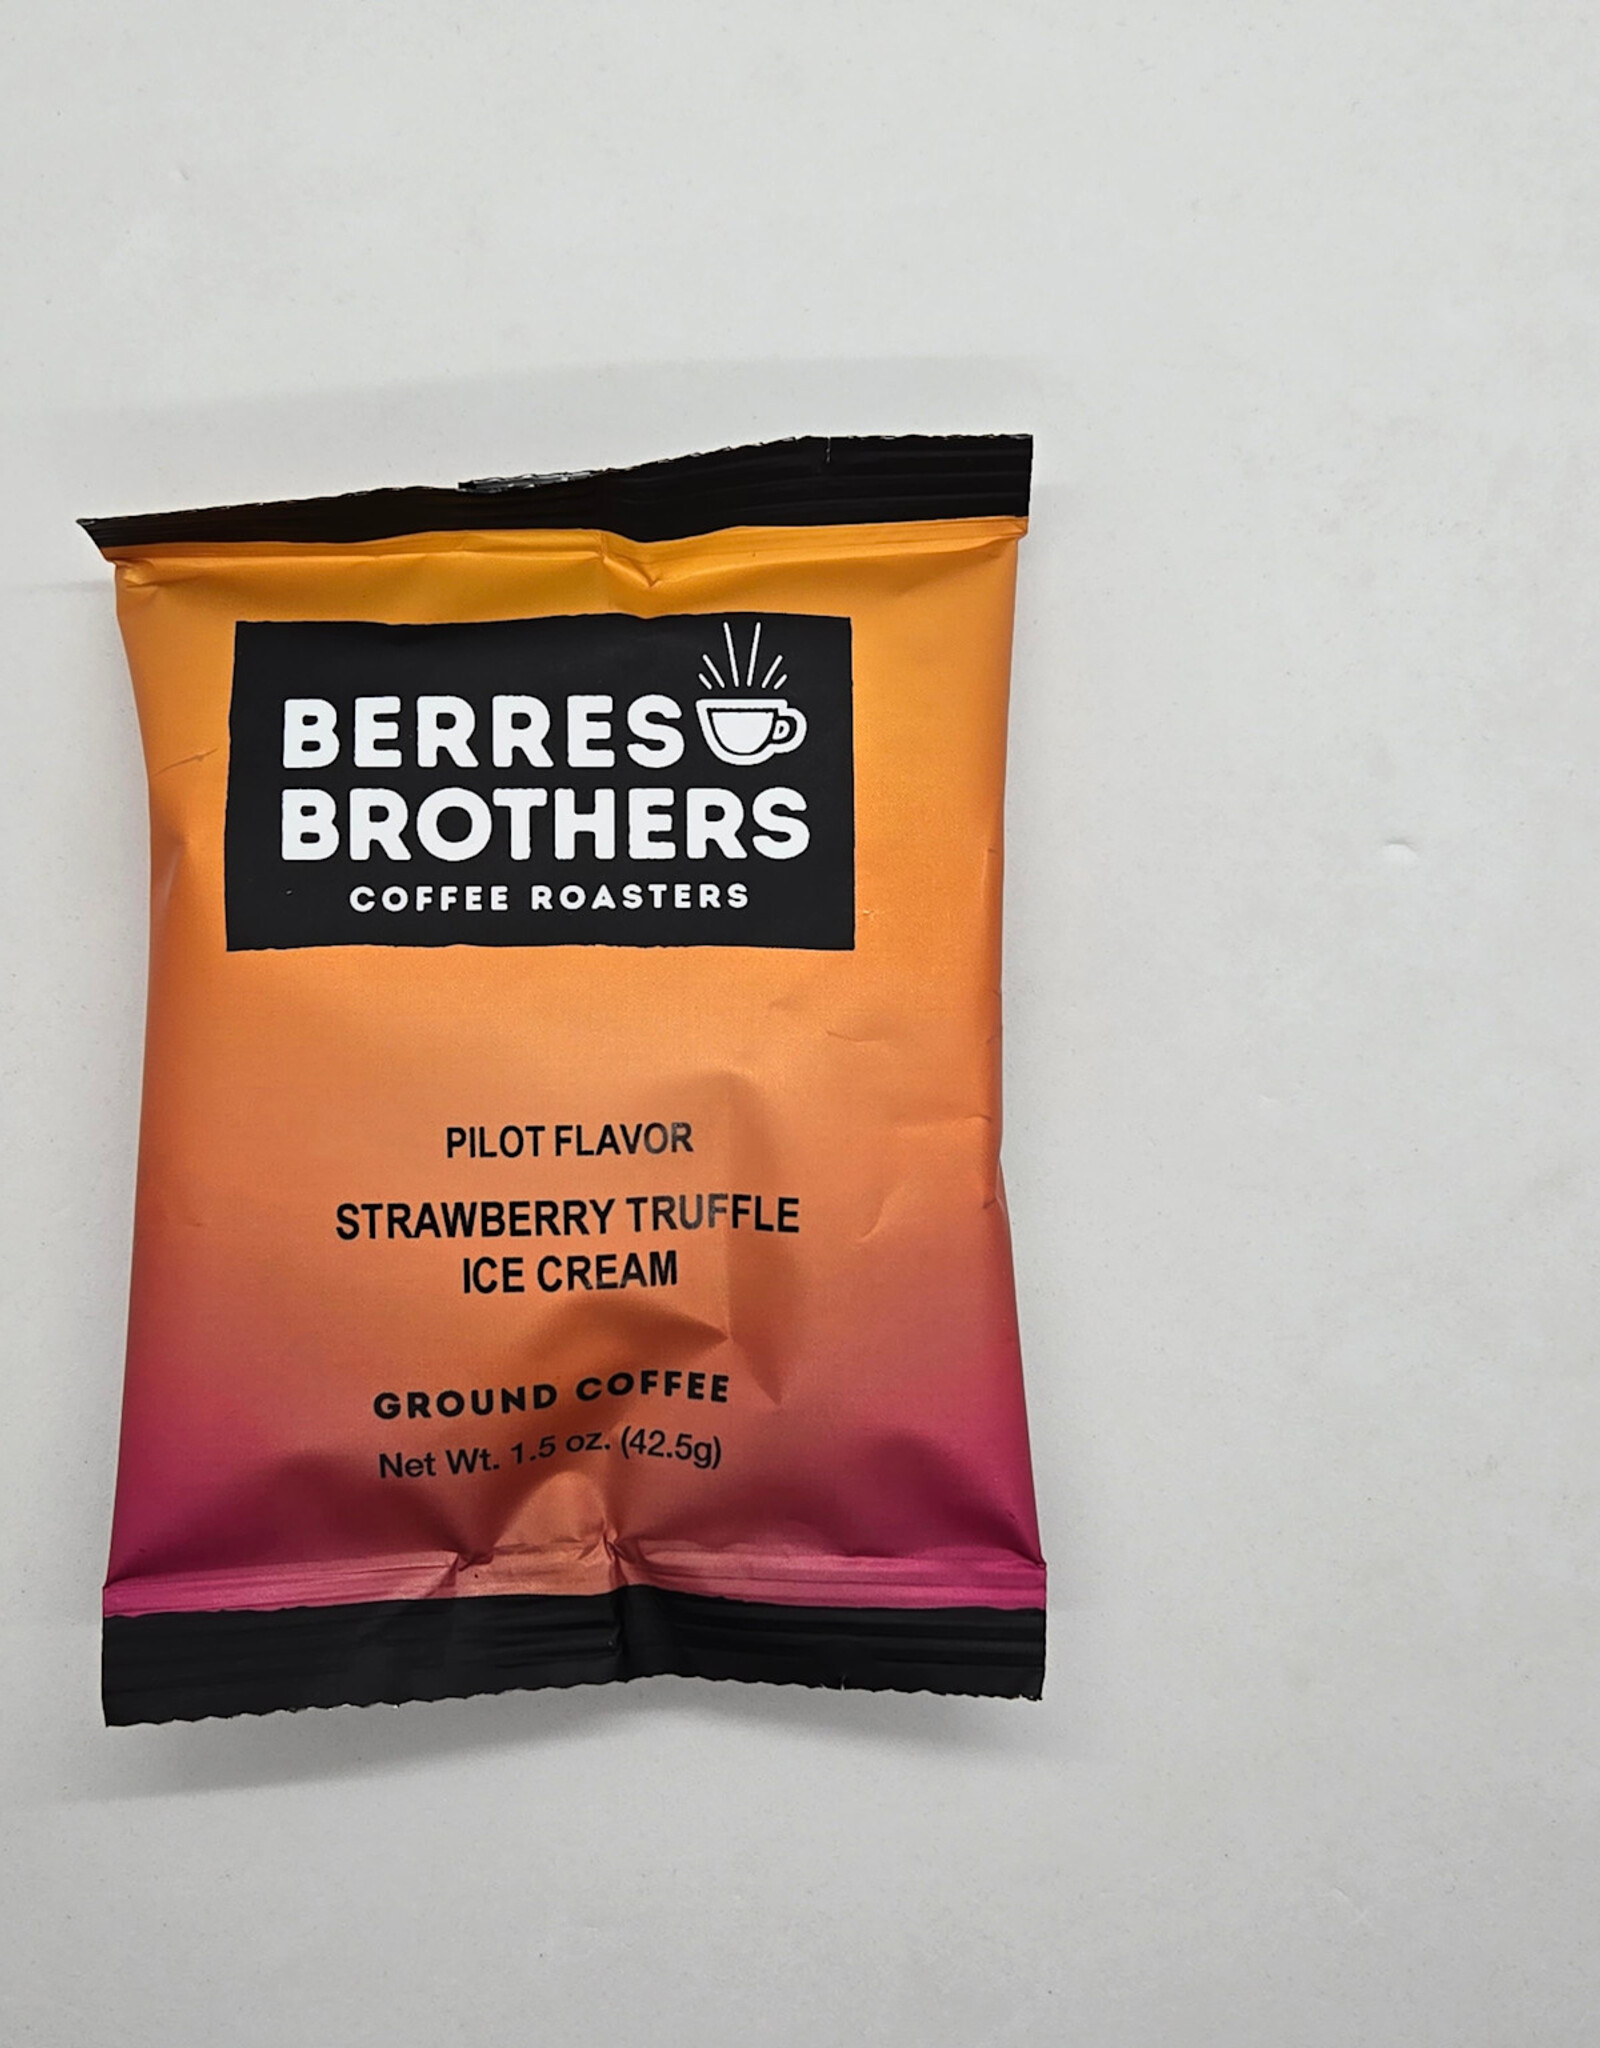 BERRES
BROTHERS
COFFEE ROASTERS
PILOT FLAVOR
STRAWBERRY TRUFFLE
ICE CREAM
GROUND COFFEE
Net Wt. 1.5 oz. (42.5g)